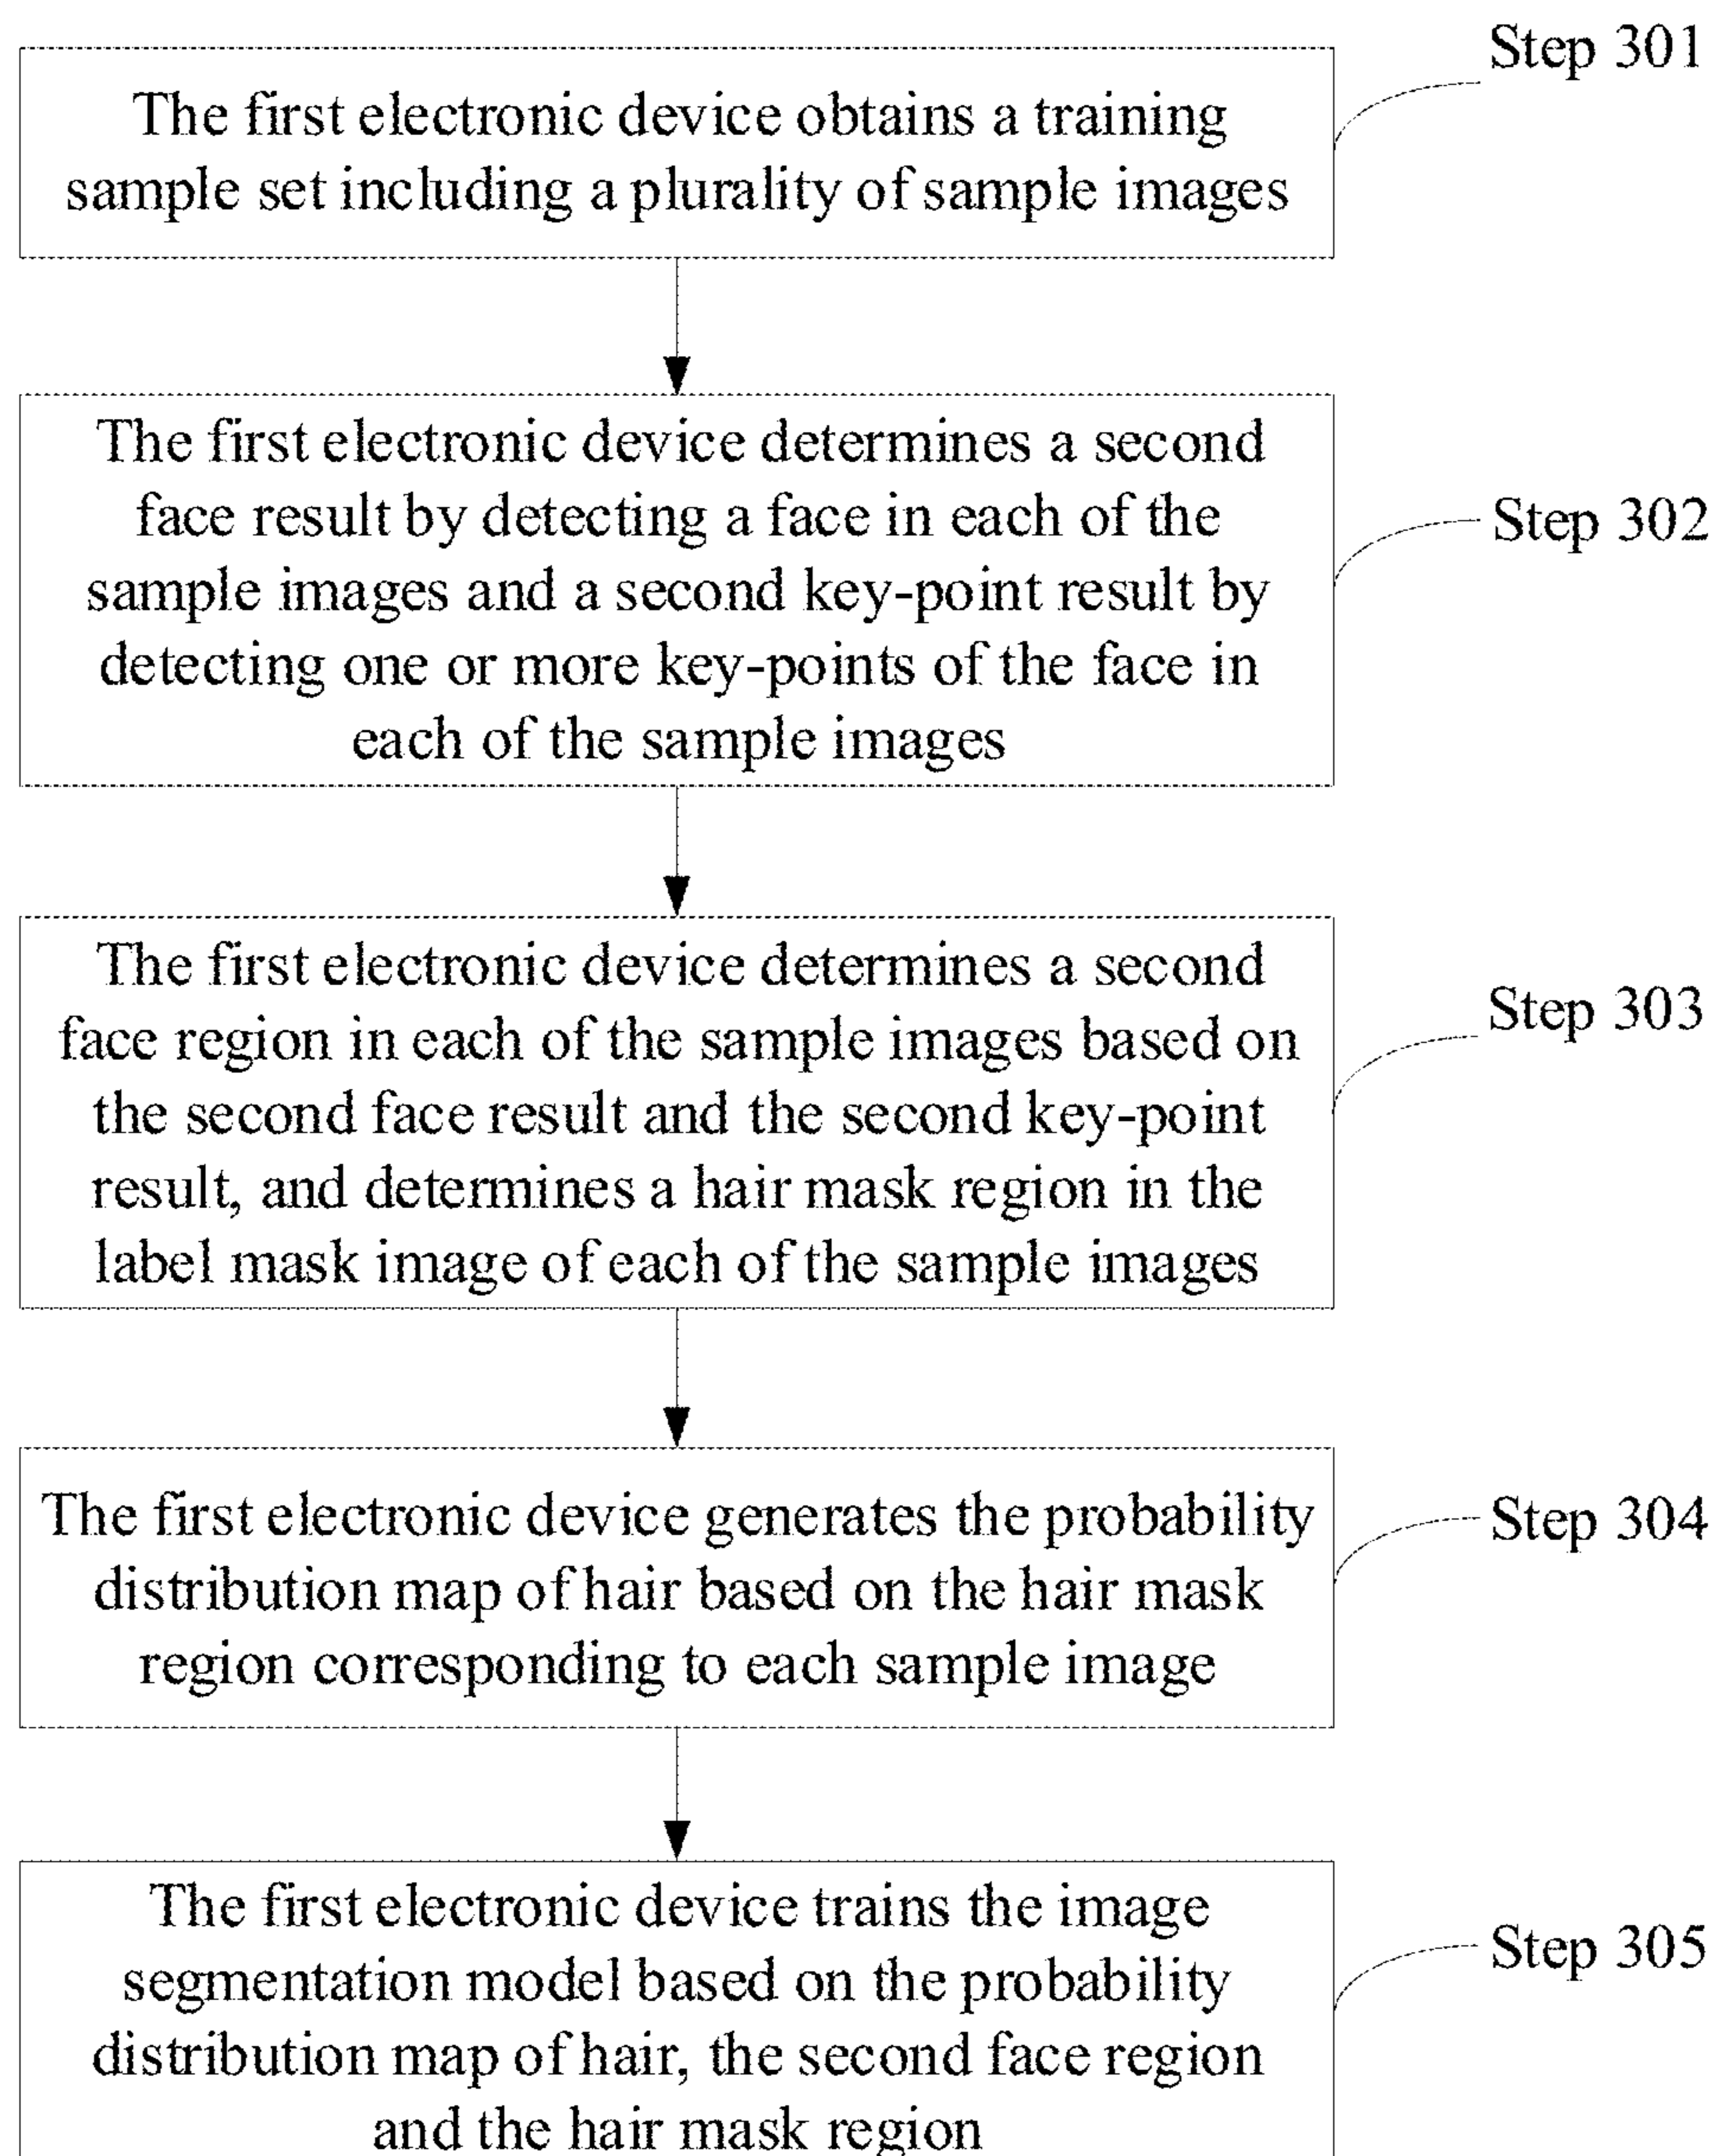 Step 301
The first electronic device obtains a training
sample set including a plurality of sample images
The first electronic device determines a second
face result by detecting a face in each of the
sample images and a second key-point result by
detecting one or more key-points of the face in
each of the sample images
Step 302
The first electronic device determines a second
face region in each of the sample images based on
the second face result and the second key-point
result, and determines a hair mask region in the
label mask image of each of the sample images
Step 303
The first electronic device generates the probability
distribution map of hair based on the hair mask
region corresponding to each sample image
Step 304
The first electronic device trains the image
segmentation model based on the probability
distribution map of hair, the second face region
and the hair mask region
Step 305